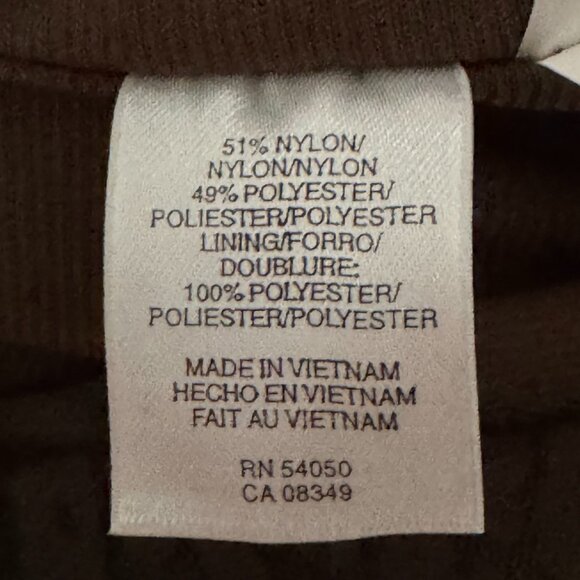 51% NYLON/
NYLON/NYLON
49% POLYESTER/
POLIESTER/POLYESTER
LINING/FORRO/
DOUBLURE:
100% POLYESTER/
POLIESTER/POLYESTER
MADE IN VIETNAM
HECHO EN VIETNAM
FAIT AU VIETNAM
RN 54050
CA 08349